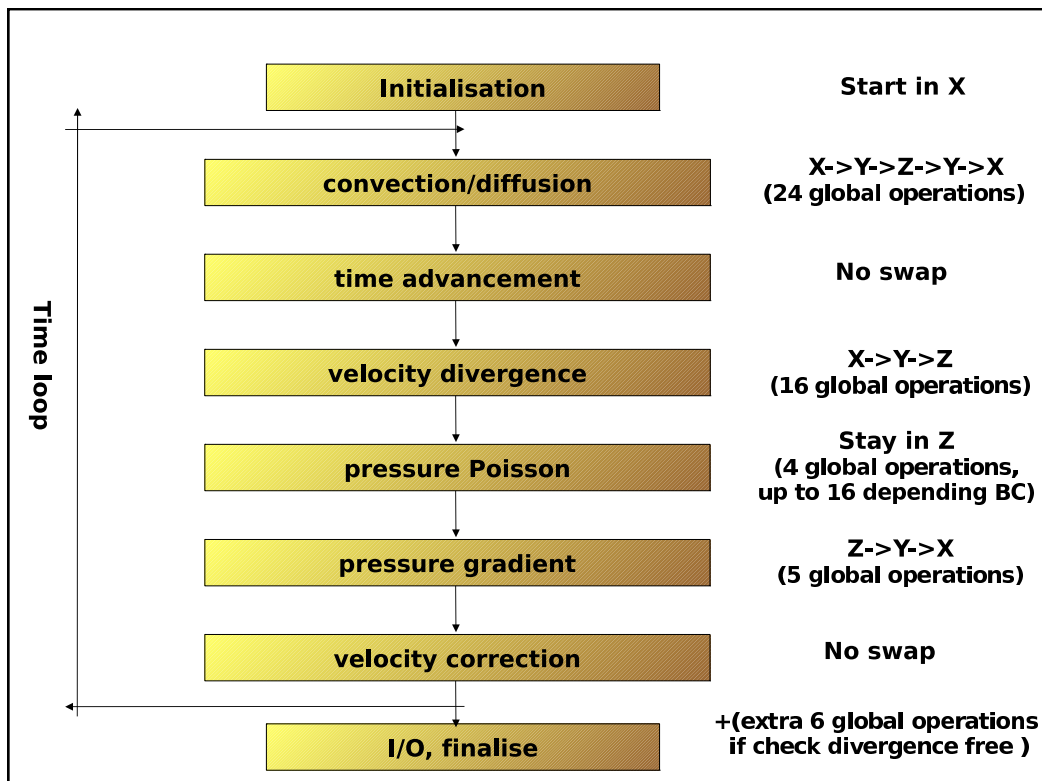 Initialisation
Start in X
convection/diffusion
X->Y->Z->Y->X
(24 global operations)
time advancement
No swap
Time loop
velocity divergence
X->Y->Z
(16 global operations)
pressure Poisson
Stay in Z
(4 global operations,
up to 16 depending BC)
pressure gradient
Z->Y->X
(5 global operations)
velocity correction
No swap
I/O, finalise
+(extra 6 global operations
if check divergence free )